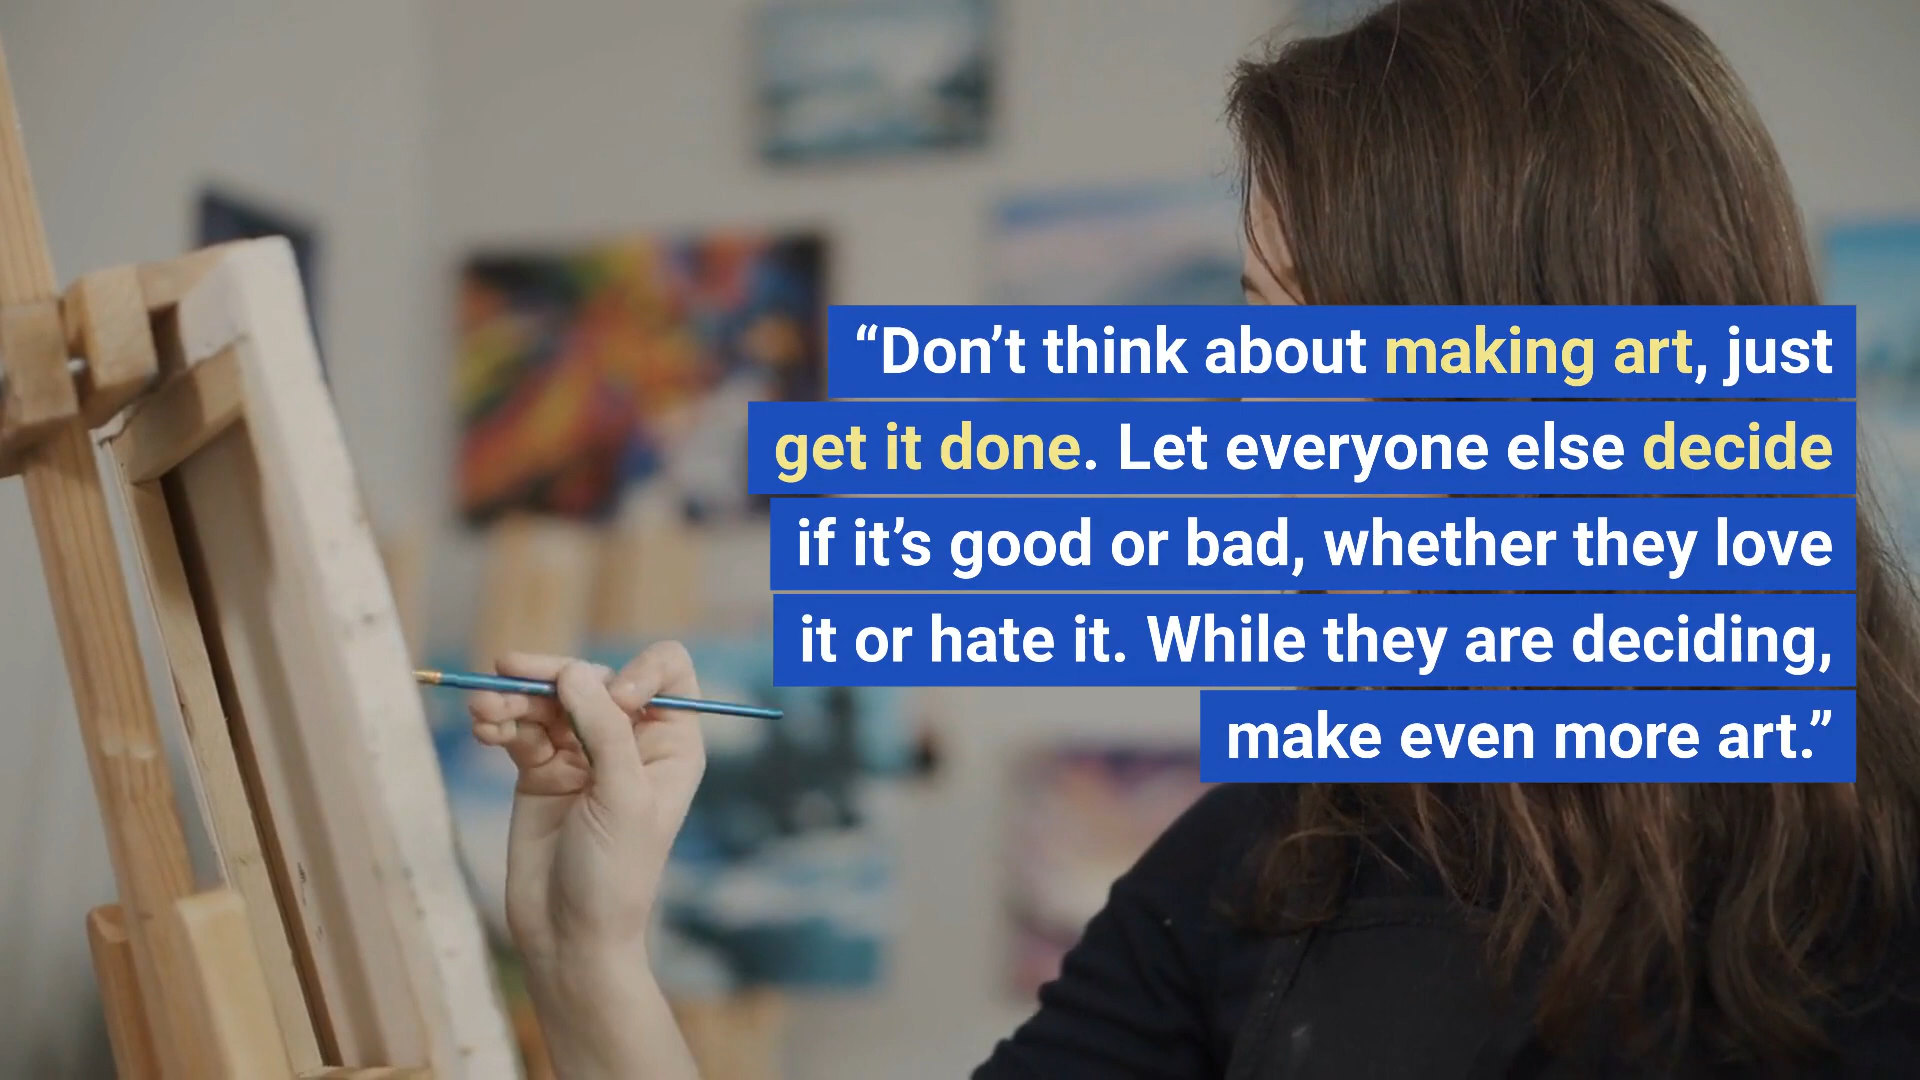 “Don’t think about making art, just
get it done. Let everyone else decide
if it’s good or bad, whether they love
it or hate it. While they are deciding,
make even more art.”